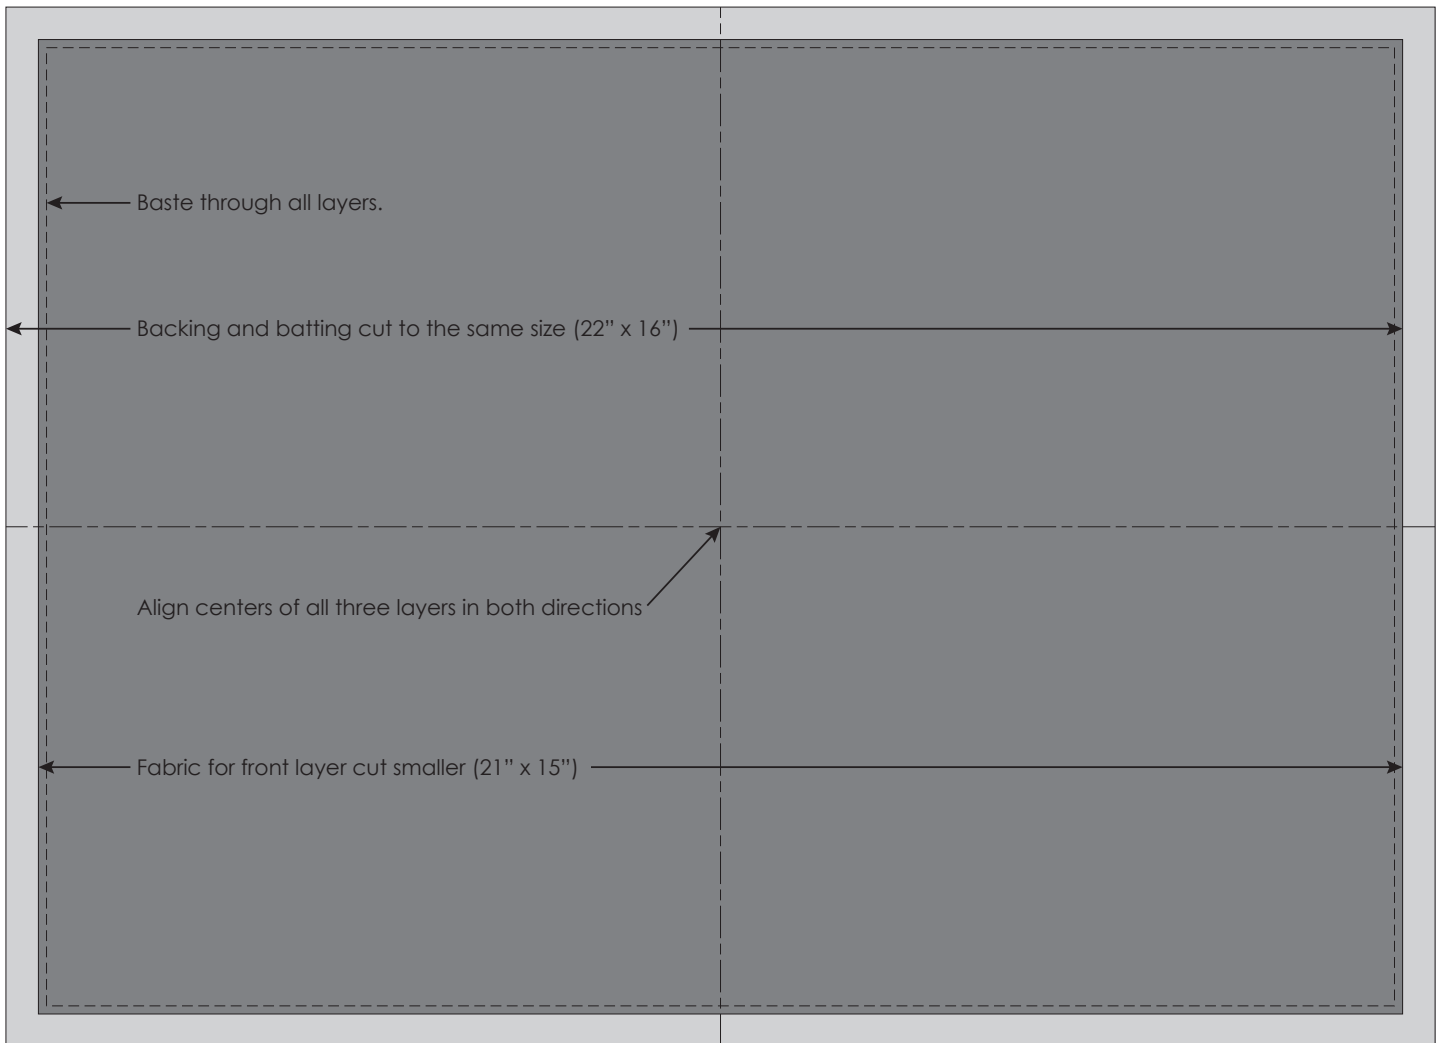 Baste through all layers.
Backing and batting cut to the same size (22” x 16”)
Align centers of all three layers in both directions
Fabric for front layer cut smaller (21” x 15”)